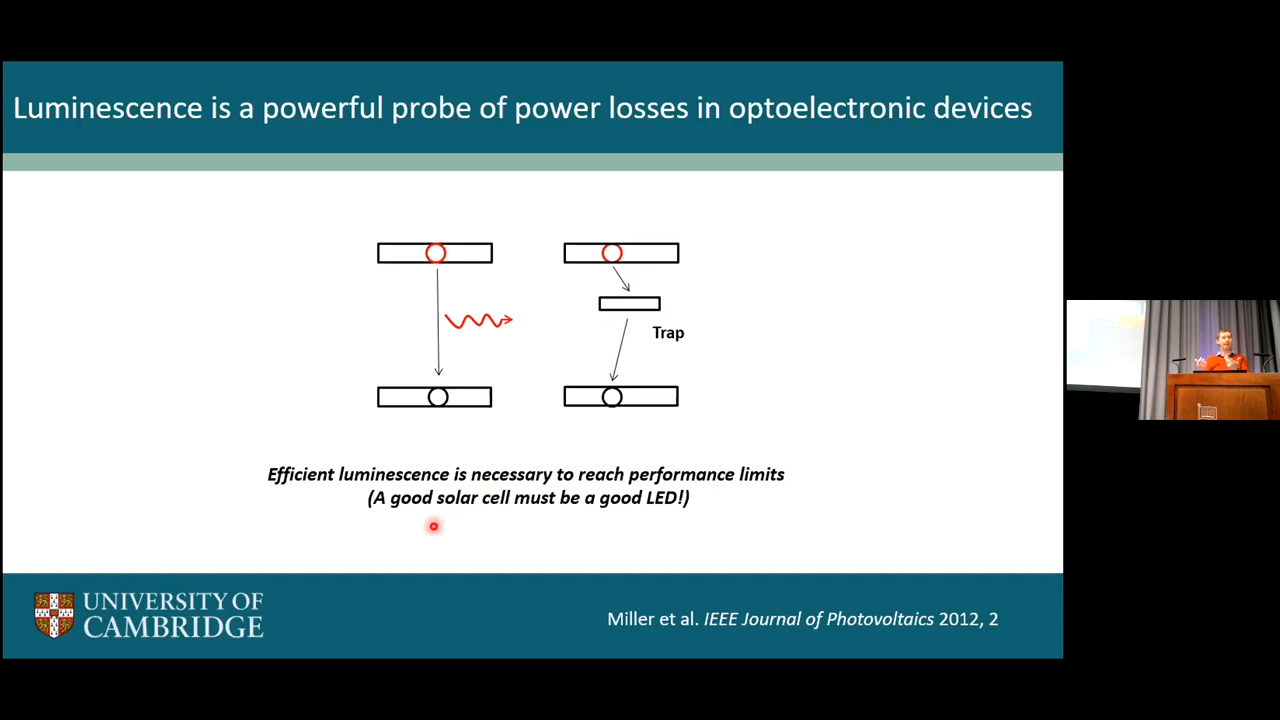 Luminescence is a powerful probe of power losses in optoelectronic devices
Trap
Efficient luminescence is necessary to reach performance limits
(A good solar cell must be a good LED!)
UNIVERSITY OF
CAMBRIDGE
Miller et al. IEEE Journal of Photovoltaics 2012, 2